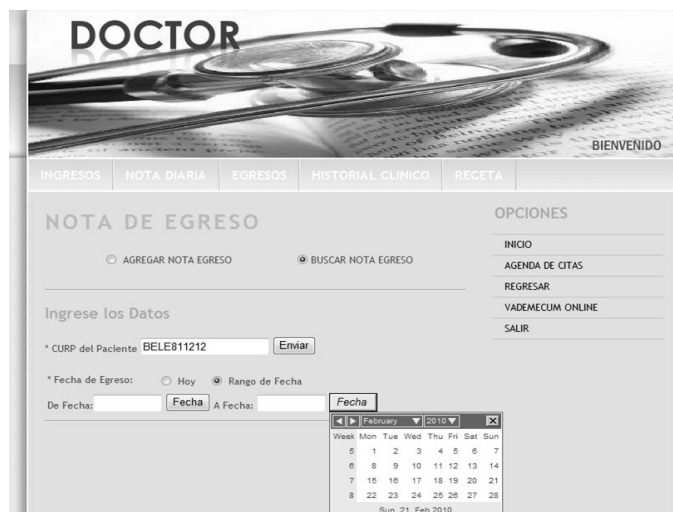 DOCTOR
BIENVENIDO
INGRESOS NOTA DIARIA EGRESOS HISTORIAL CLINICO RECETA
NOTA DE EGRESO
OPCIONES
AGREGAR NOTA EGRESO BUSCAR NOTA EGRESO
INICIO
AGENDA DE CITAS
REGRESAR
VADEMECUM ONLINE
SALIR
Ingrese los Datos
* CURP del Paciente BELE811212 Enviar
* Fecha de Egreso: Hoy Rango de Fecha
De Fecha: Fecha A Fecha: Fecha
February 2010
Week Mon Tue Wed Thu Fri Sat Sun
5 1 2 3 4 5 6 7
6 8 9 10 11 12 13 14
7 15 16 17 18 19 20 21
8 22 23 24 25 26 27 28
Sun, 21 Feb 2010